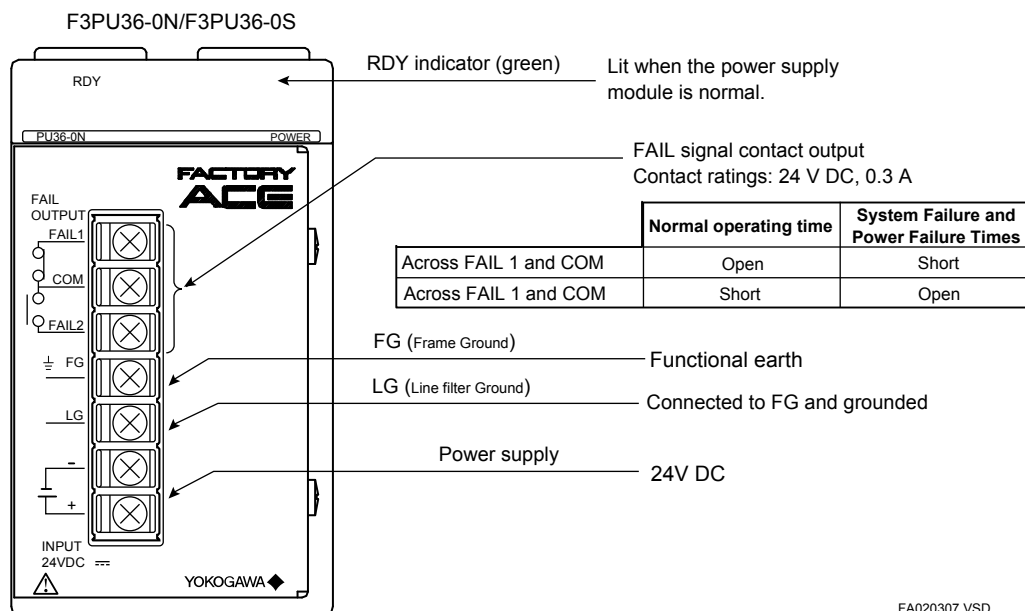 F3PU36-0N/F3PU36-0S
RDY
RDY indicator (green)
Lit when the power supply
module is normal.
PU36-0N
POWER
FACTORY
ACE
FAIL signal contact output
Contact ratings: 24 V DC, 0.3 A
Normal operating time
System Failure and
Power Failure Times
Across FAIL 1 and COM
Open
Short
Across FAIL 1 and COM
Short
Open
FAIL
OUTPUT
FAIL1
COM
FAIL2
FG
LG
-
+
INPUT
24VDC
YOKOGAWA
FG (Frame Ground)
Functional earth
LG (Line filter Ground)
Connected to FG and grounded
Power supply
24V DC
FA020307.VSD